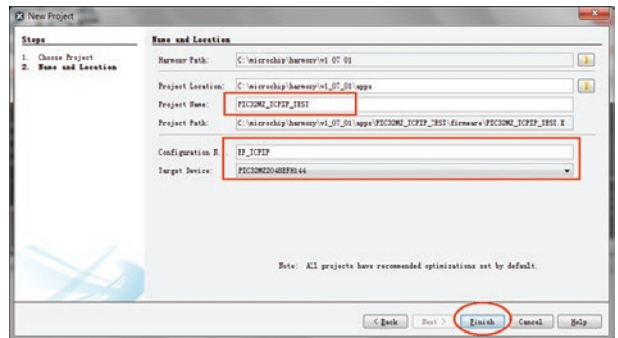 New Project
Steps
1. Choose Project
2. Name and Location
Name and Location
Harmony Path: C:\microchip\harmony\v1_07_01
Project Location: C:\microchip\harmony\v1_07_01\apps
Project Name: PIC32MZ_TCPIP_TEST
Project Path: C:\microchip\harmony\v1_07_01\apps\PIC32MZ_TCPIP_TEST\firmware\PIC32MZ_TCPIP_TEST.X
Configuration N... EF_TCPIP
Target Device: PIC32MZ2048EFH144
Note: All projects have recommended optimizations set by default.
< Back Next > Finish Cancel Help